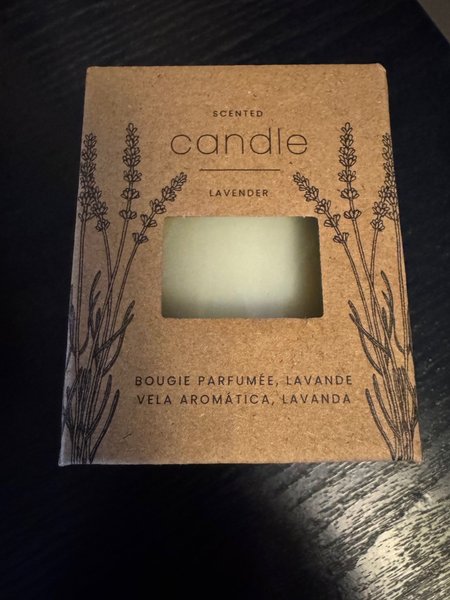 SCENTED
candle
LAVENDER
BOUGIE PARFUMÉE, LAVANDE
VELA AROMÁTICA, LAVANDA